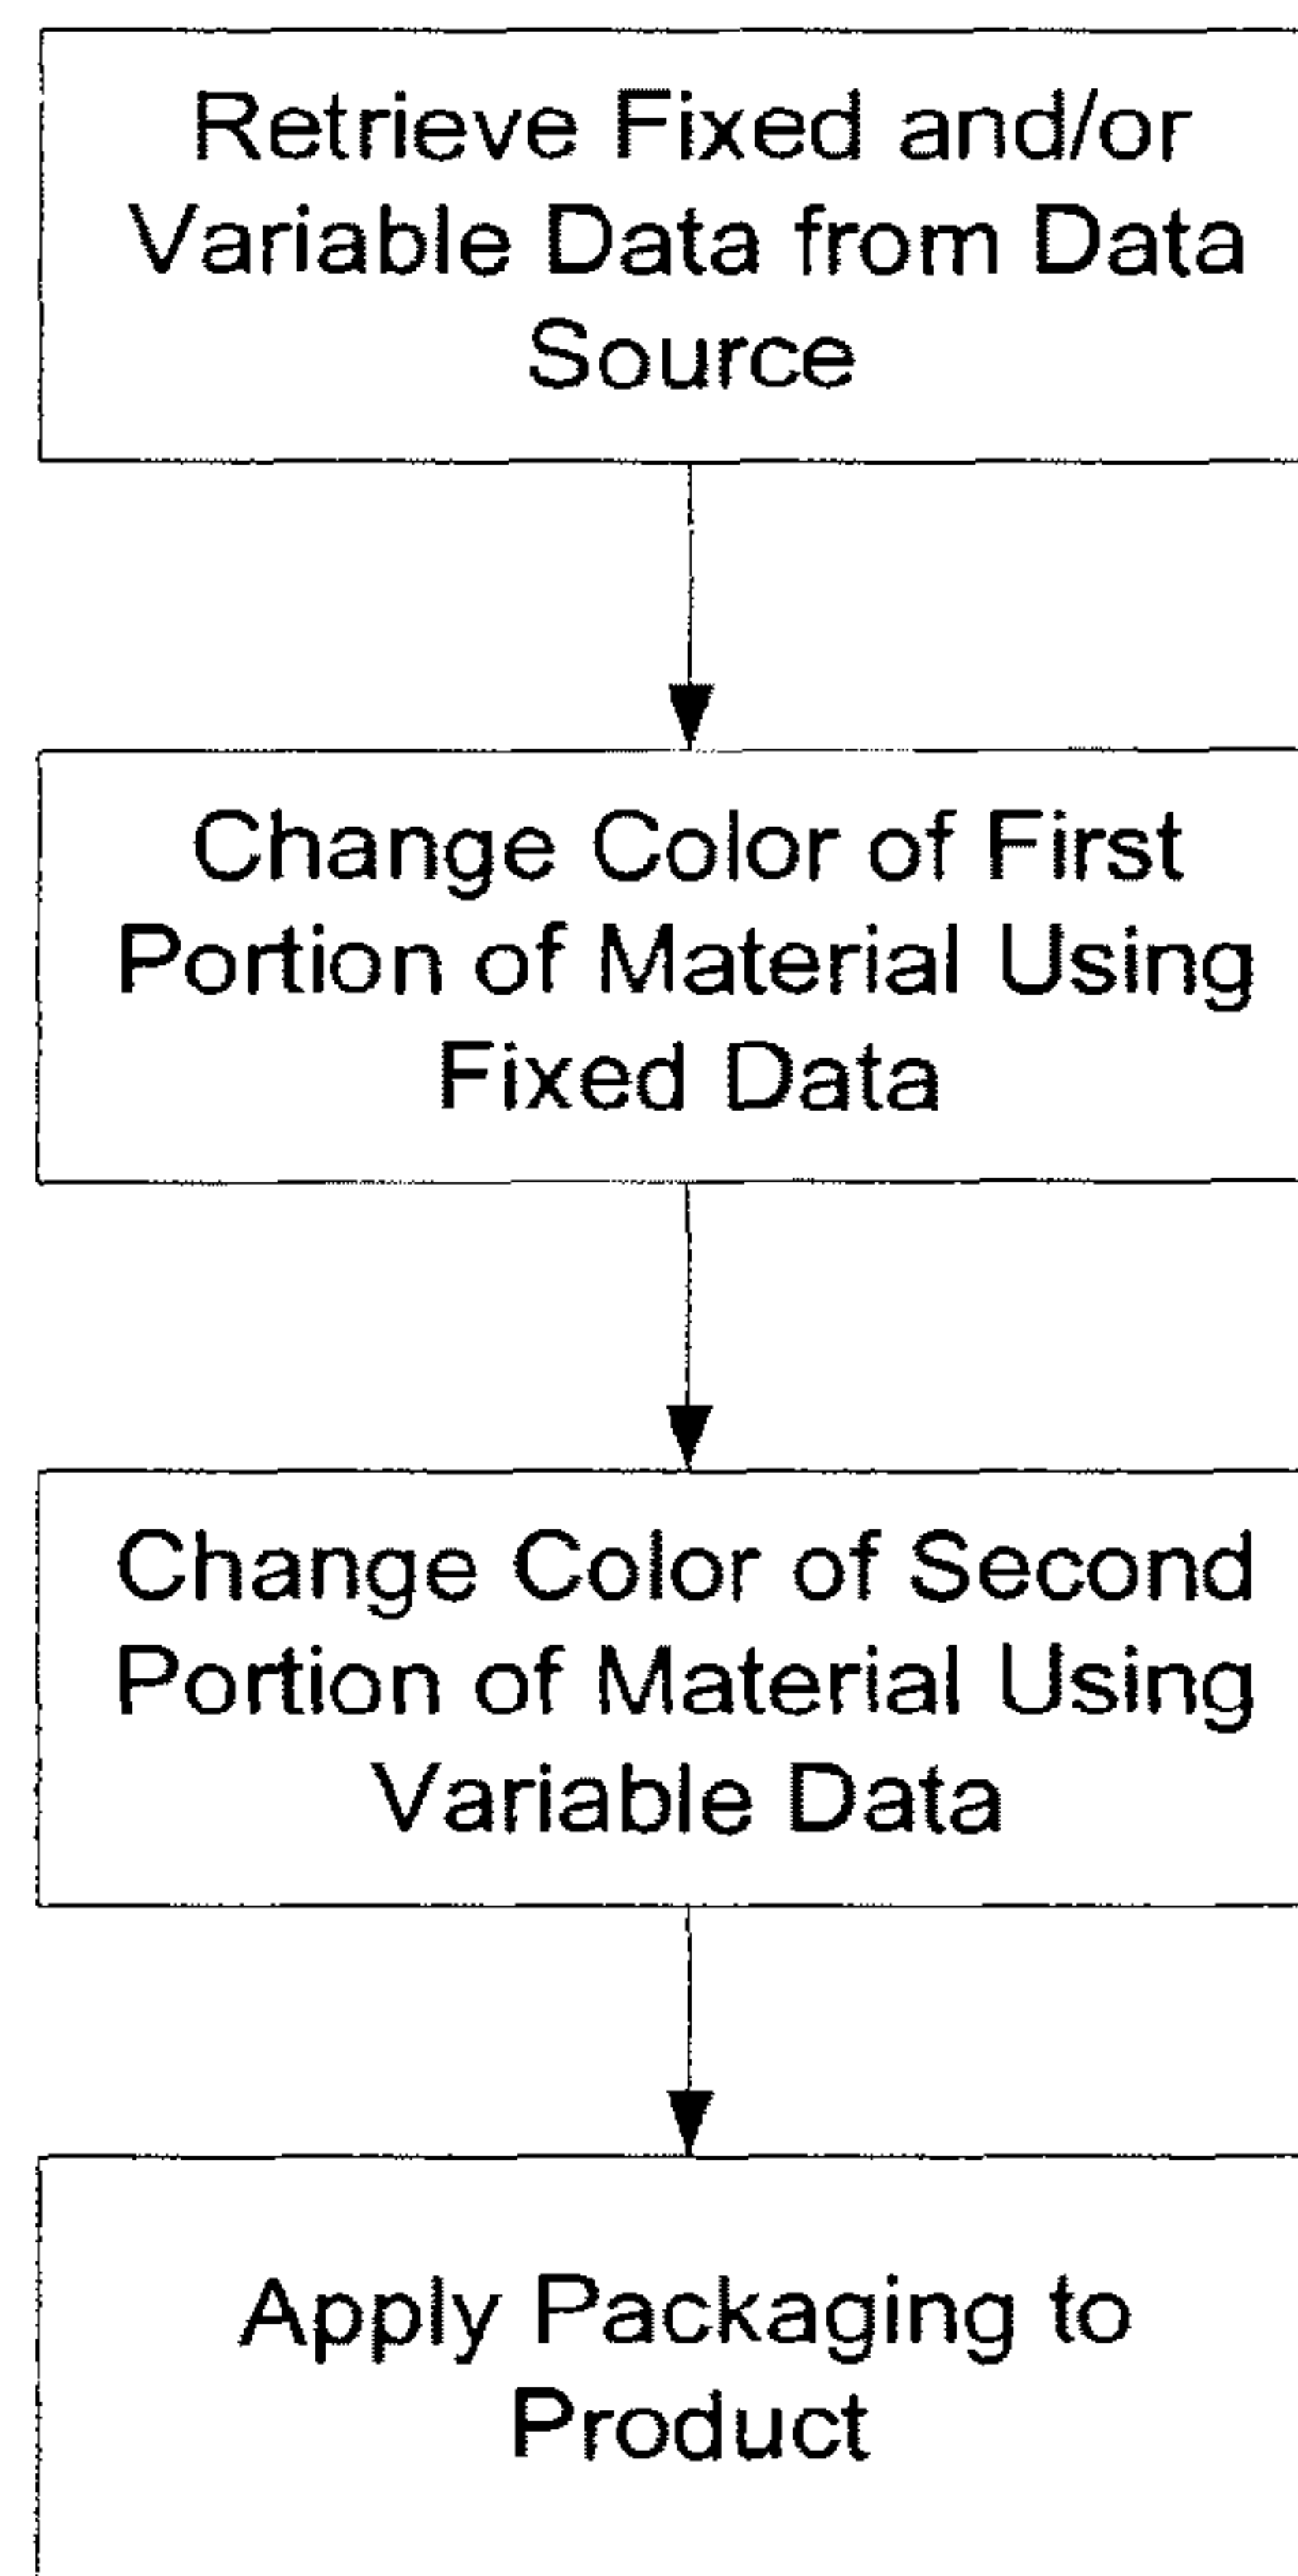 Retrieve Fixed and/or
Variable Data from Data
Source
Change Color of First
Portion of Material Using
Fixed Data
Change Color of Second
Portion of Material Using
Variable Data
Apply Packaging to
Product